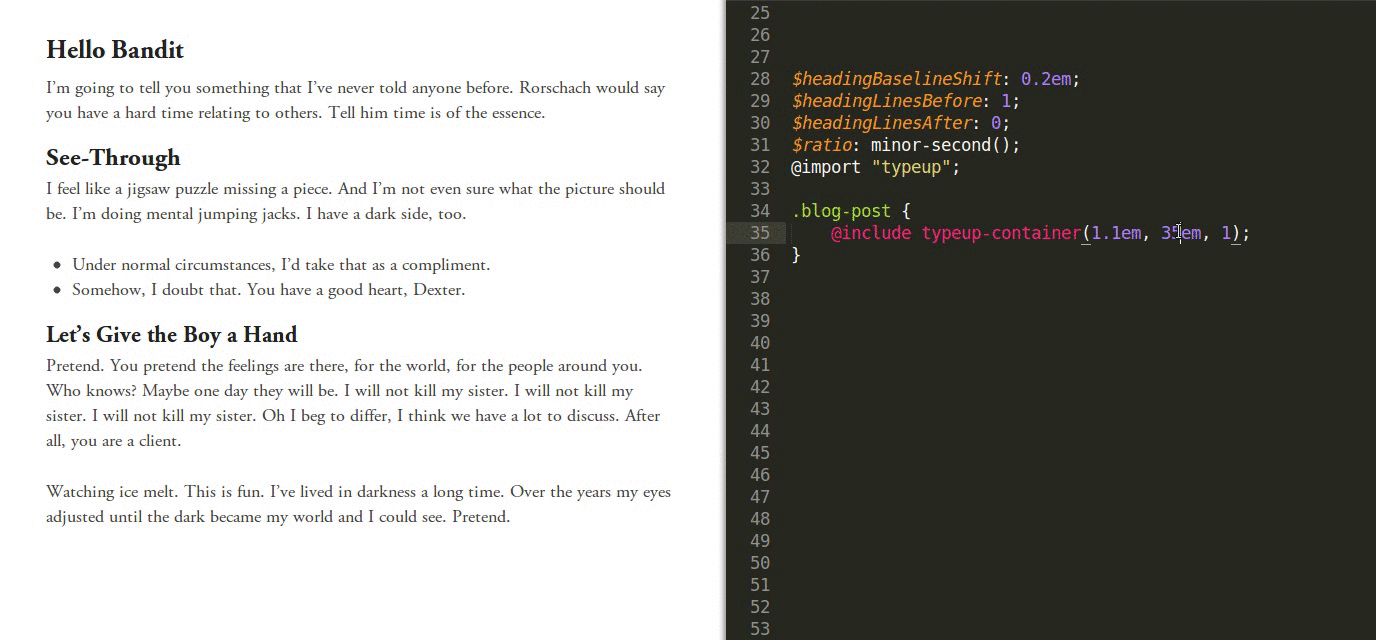 Hello Bandit
I’m going to tell you something that I’ve never told anyone before. Rorschach would say
you have a hard time relating to others. Tell him time is of the essence.
See-Through
I feel like a jigsaw puzzle missing a piece. And I’m not even sure what the picture should
be. I’m doing mental jumping jacks. I have a dark side, too.
• Under normal circumstances, I’d take that as a compliment.
• Somehow, I doubt that. You have a good heart, Dexter.
Let’s Give the Boy a Hand
Pretend. You pretend the feelings are there, for the world, for the people around you.
Who knows? Maybe one day they will be. I will not kill my sister. I will not kill my
sister. I will not kill my sister. Oh I beg to differ, I think we have a lot to discuss. After
all, you are a client.
Watching ice melt. This is fun. I’ve lived in darkness a long time. Over the years my eyes
adjusted until the dark became my world and I could see. Pretend.
25
26
27
28 $headingBaselineShift: 0.2em;
29 $headingLinesBefore: 1;
30 $headingLinesAfter: 0;
31 $ratio: minor-second();
32 @import "typeup";
33
34 .blog-post {
35     @include typeup-container(1.1em, 35em, 1);
36 }
37
38
39
40
41
42
43
44
45
46
47
48
49
50
51
52
53